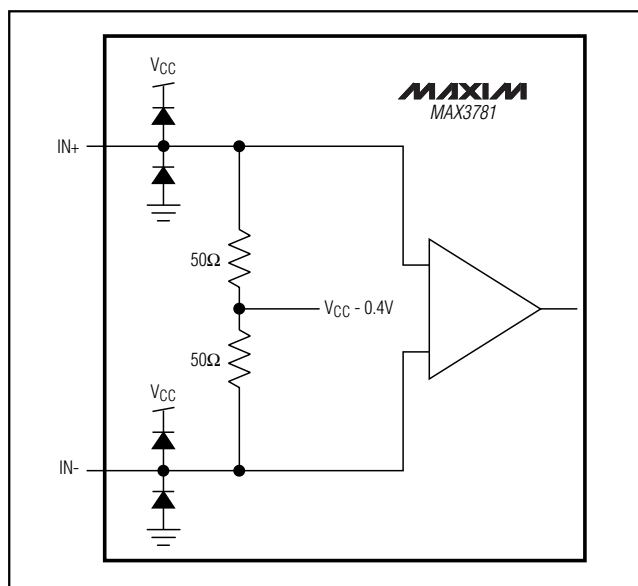 VCC
MAXIM
MAX3781
IN+
50Ω
VCC - 0.4V
50Ω
VCC
IN-